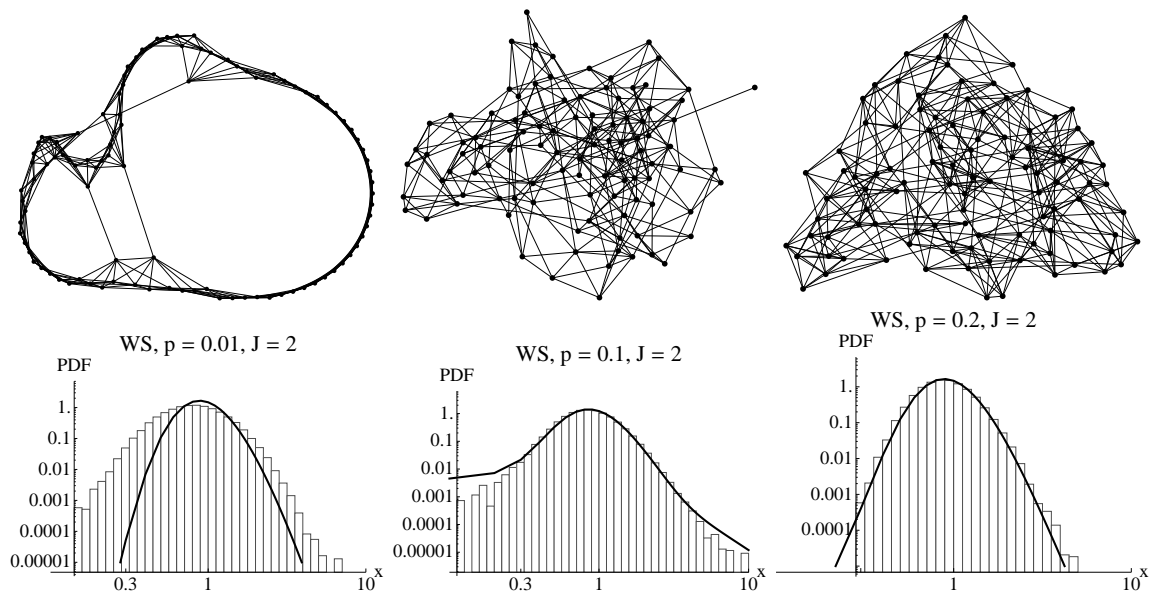 WS, p = 0.01, J = 2
PDF
1.
0.1
0.01
0.001
0.0001
0.00001
0.3
1
10
x
WS, p = 0.1, J = 2
PDF
1.
0.1
0.01
0.001
0.0001
0.00001
0.3
1
10
x
WS, p = 0.2, J = 2
PDF
1.
0.1
0.01
0.001
0.0001
1
10
x